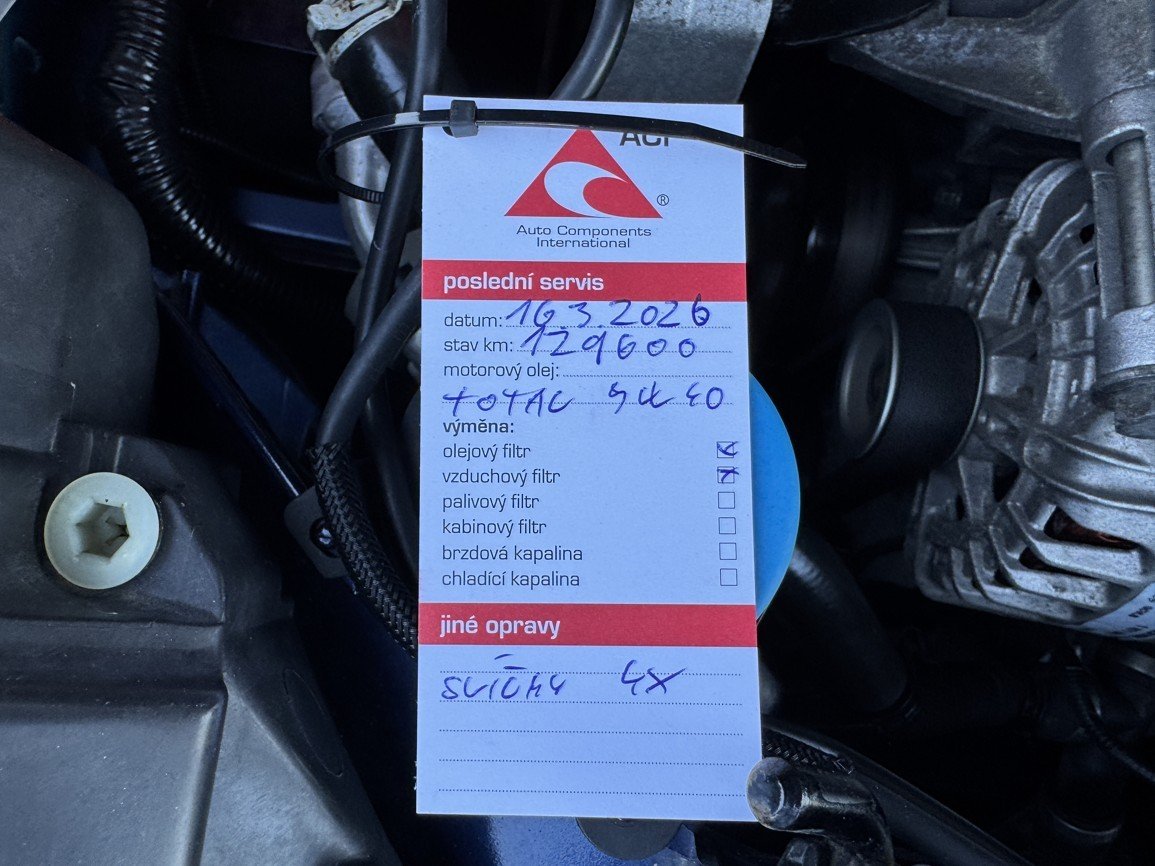 ACI
®
Auto Components
International
poslední servis
datum: 16.3.2026
stav km: 129600
motorový olej:
TOTAL 5W40
výměna:
olejový filtr
vzduchový filtr
palivový filtr
kabinový filtr
brzdová kapalina
chladící kapalina
jiné opravy
SVÍČKY 4X